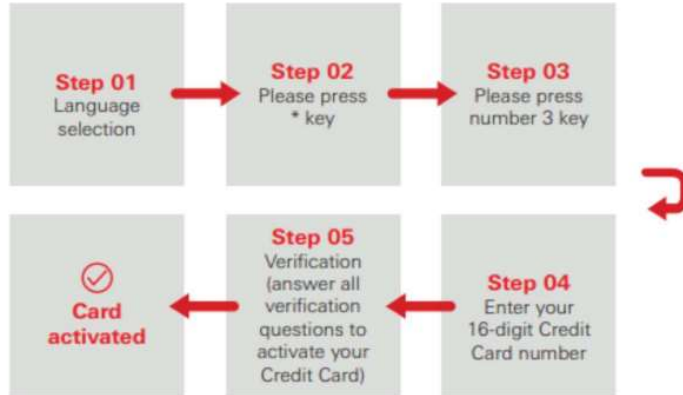 Step 01
Language
selection
Step 02
Please press
* key
Step 03
Please press
number 3 key
Step 04
Enter your
16-digit Credit
Card number
Step 05
Verification
(answer all
verification
questions to
activate your
Credit Card)
Card
activated